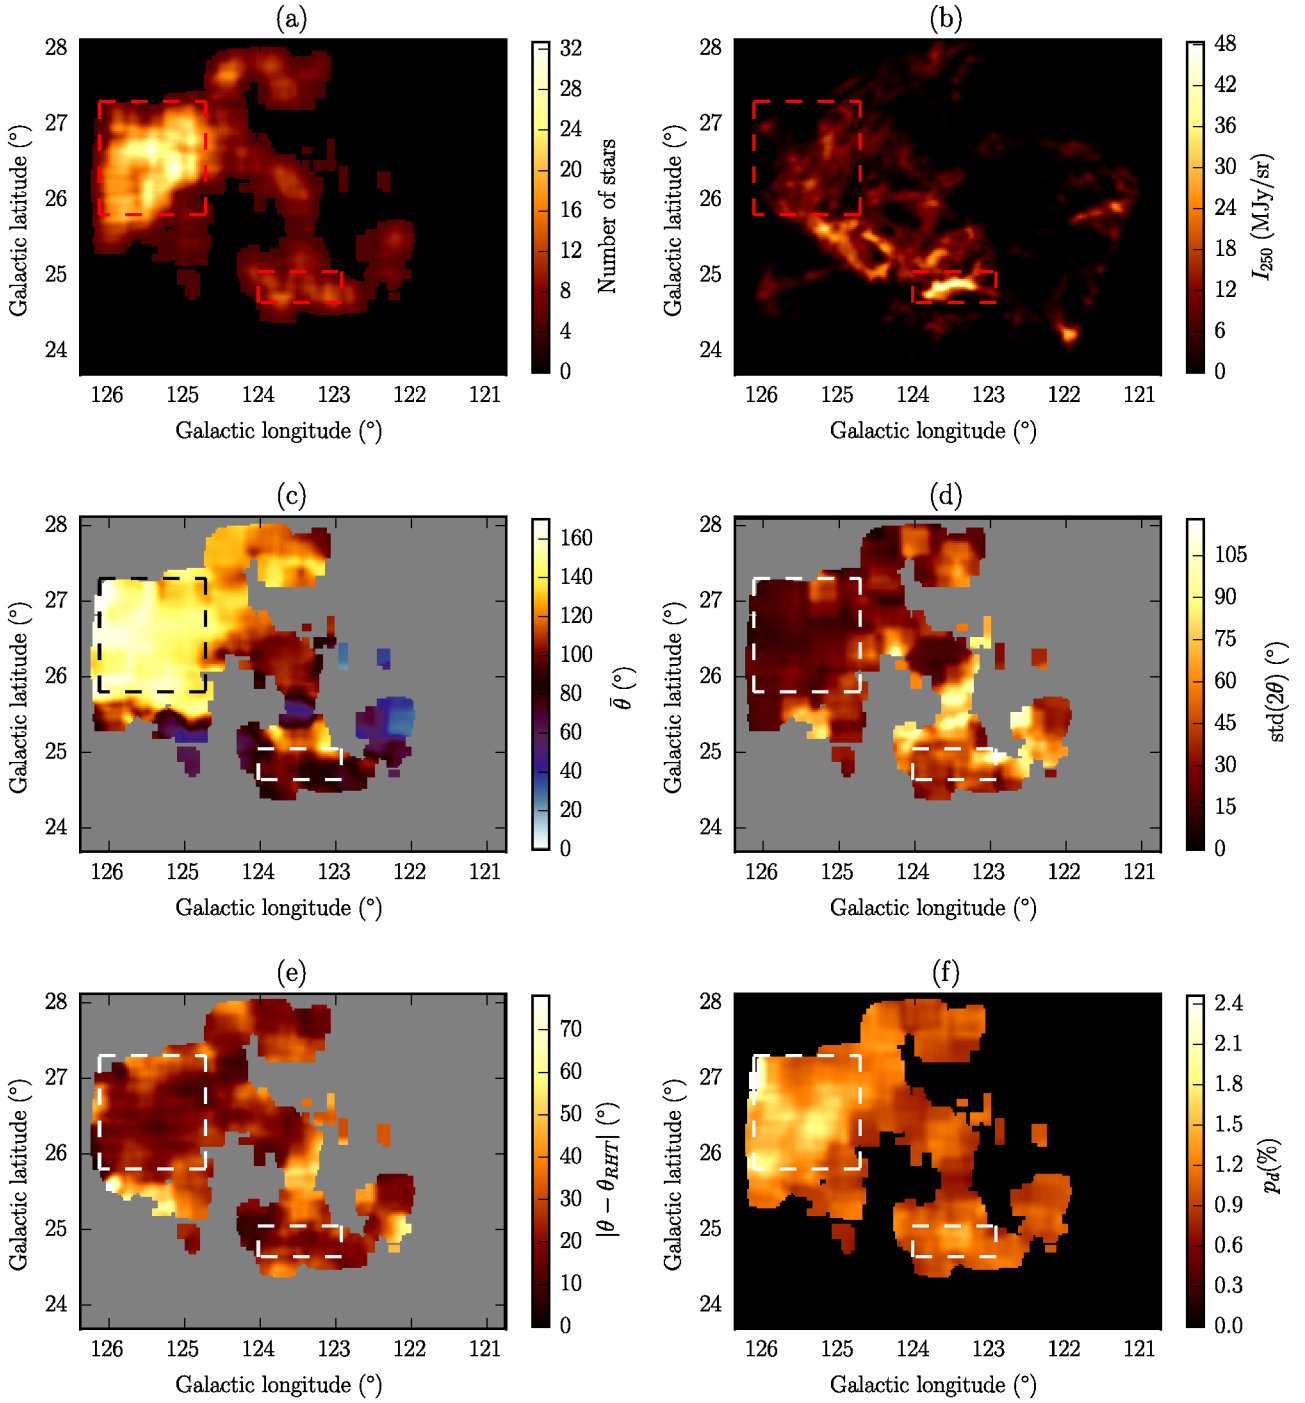 (a)
28
27
26
25
24
Galactic latitude (°)
126 125 124 123 122 121
Galactic longitude (°)
32
28
24
20
16
12
8
4
0
Number of stars
(b)
28
27
26
25
24
Galactic latitude (°)
126 125 124 123 122 121
Galactic longitude (°)
48
42
36
30
24
18
12
6
0
I250 (MJy/sr)
(c)
28
27
26
25
24
Galactic latitude (°)
126 125 124 123 122 121
Galactic longitude (°)
160
140
120
100
80
60
40
20
0
θ̄ (°)
(d)
28
27
26
25
24
Galactic latitude (°)
126 125 124 123 122 121
Galactic longitude (°)
105
90
75
60
45
30
15
0
std(2θ) (°)
(e)
28
27
26
25
24
Galactic latitude (°)
126 125 124 123 122 121
Galactic longitude (°)
70
60
50
40
30
20
10
0
|θ − θRHT| (°)
(f)
28
27
26
25
24
Galactic latitude (°)
126 125 124 123 122 121
Galactic longitude (°)
2.4
2.1
1.8
1.5
1.2
0.9
0.6
0.3
0.0
pd(%)